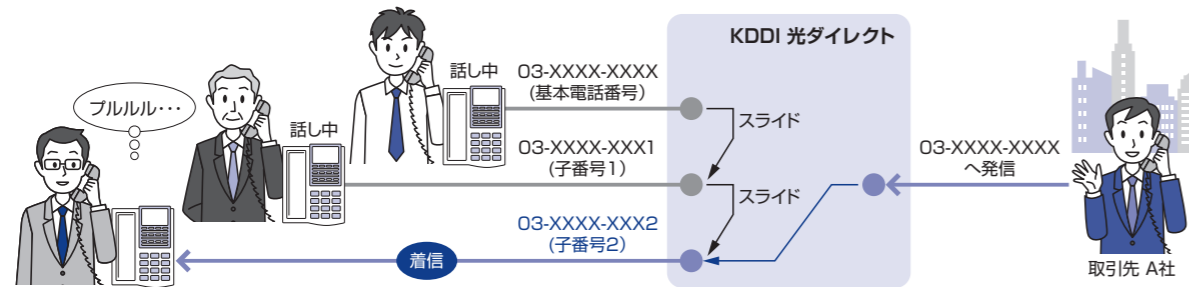 KDDI 光ダイレクト
プルルル・・・
話し中
話し中
03-XXXX-XXXX
(基本電話番号)
スライド
03-XXXX-XXX1
(子番号1)
スライド
03-XXXX-XXX2
(子番号2)
着信
03-XXXX-XXXX
へ発信
取引先 A社